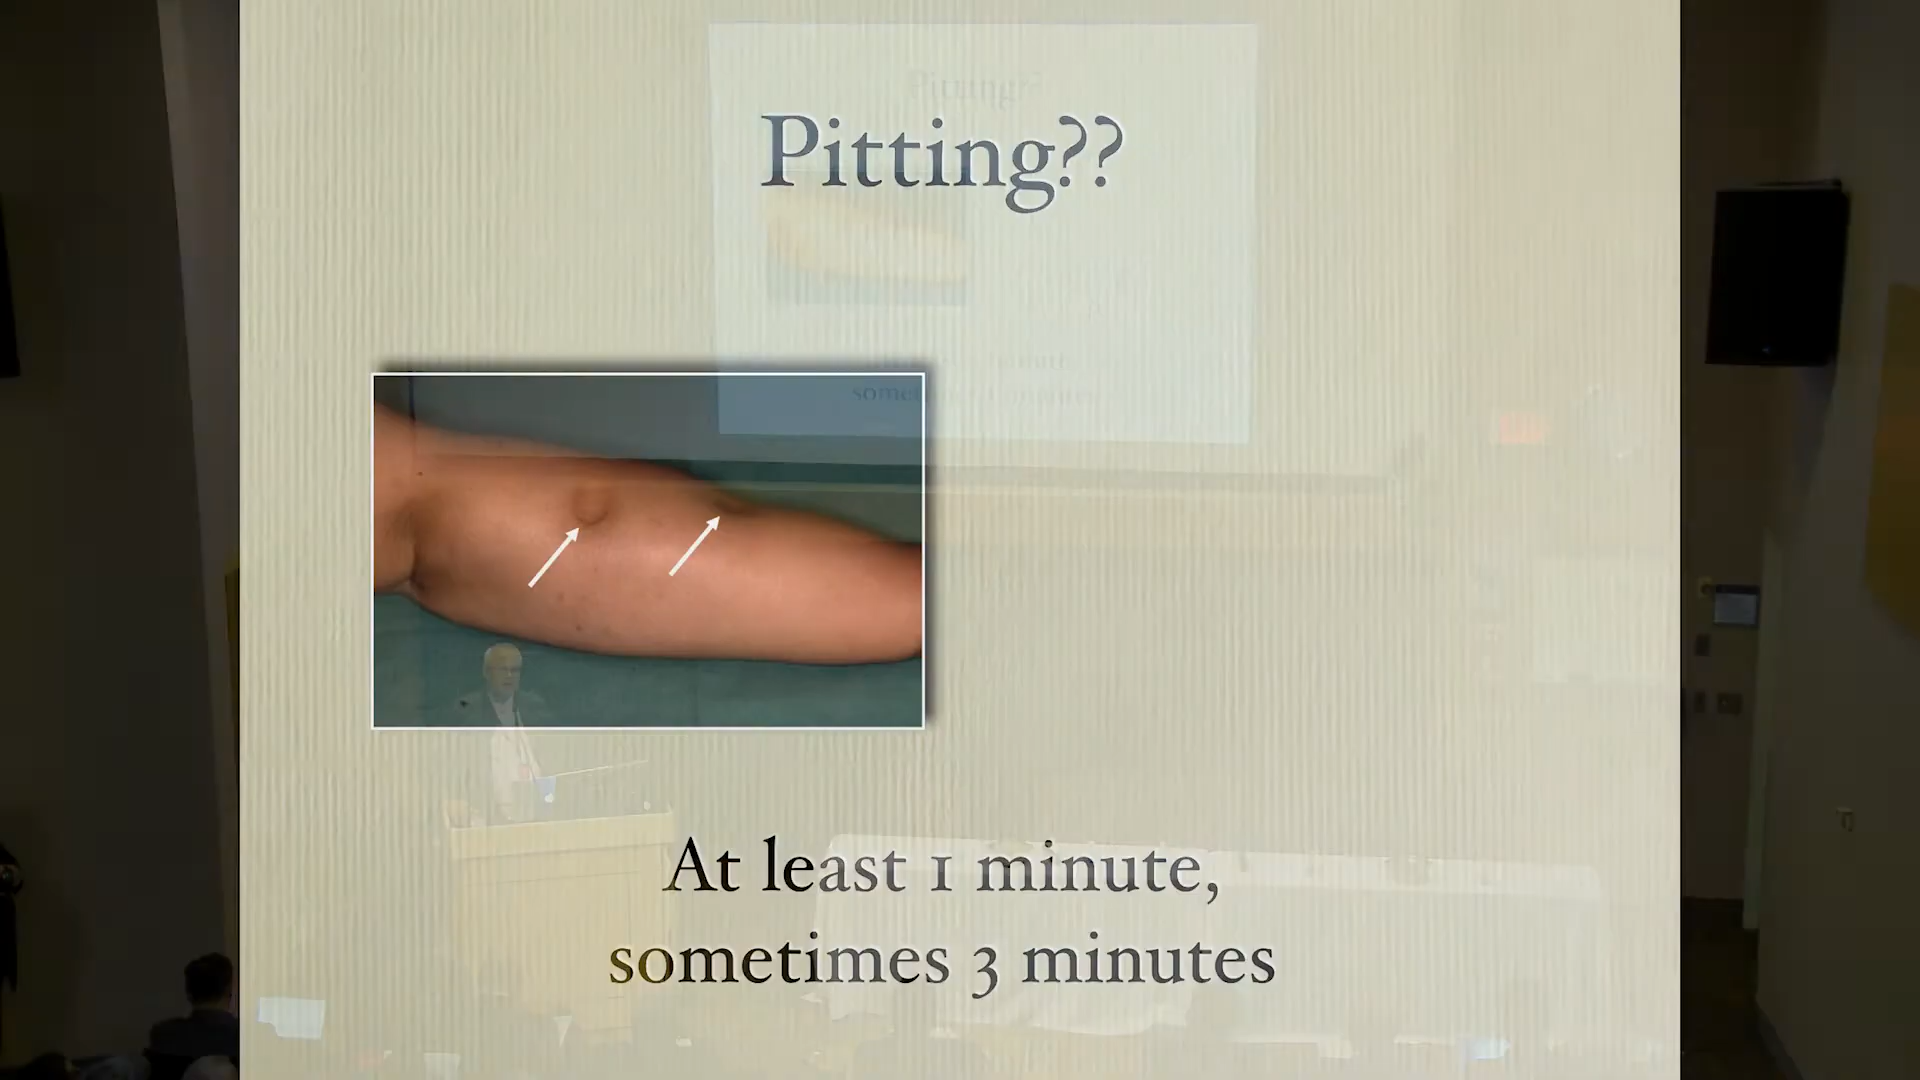 Pitting??
At least 1 minute,
sometimes 3 minutes